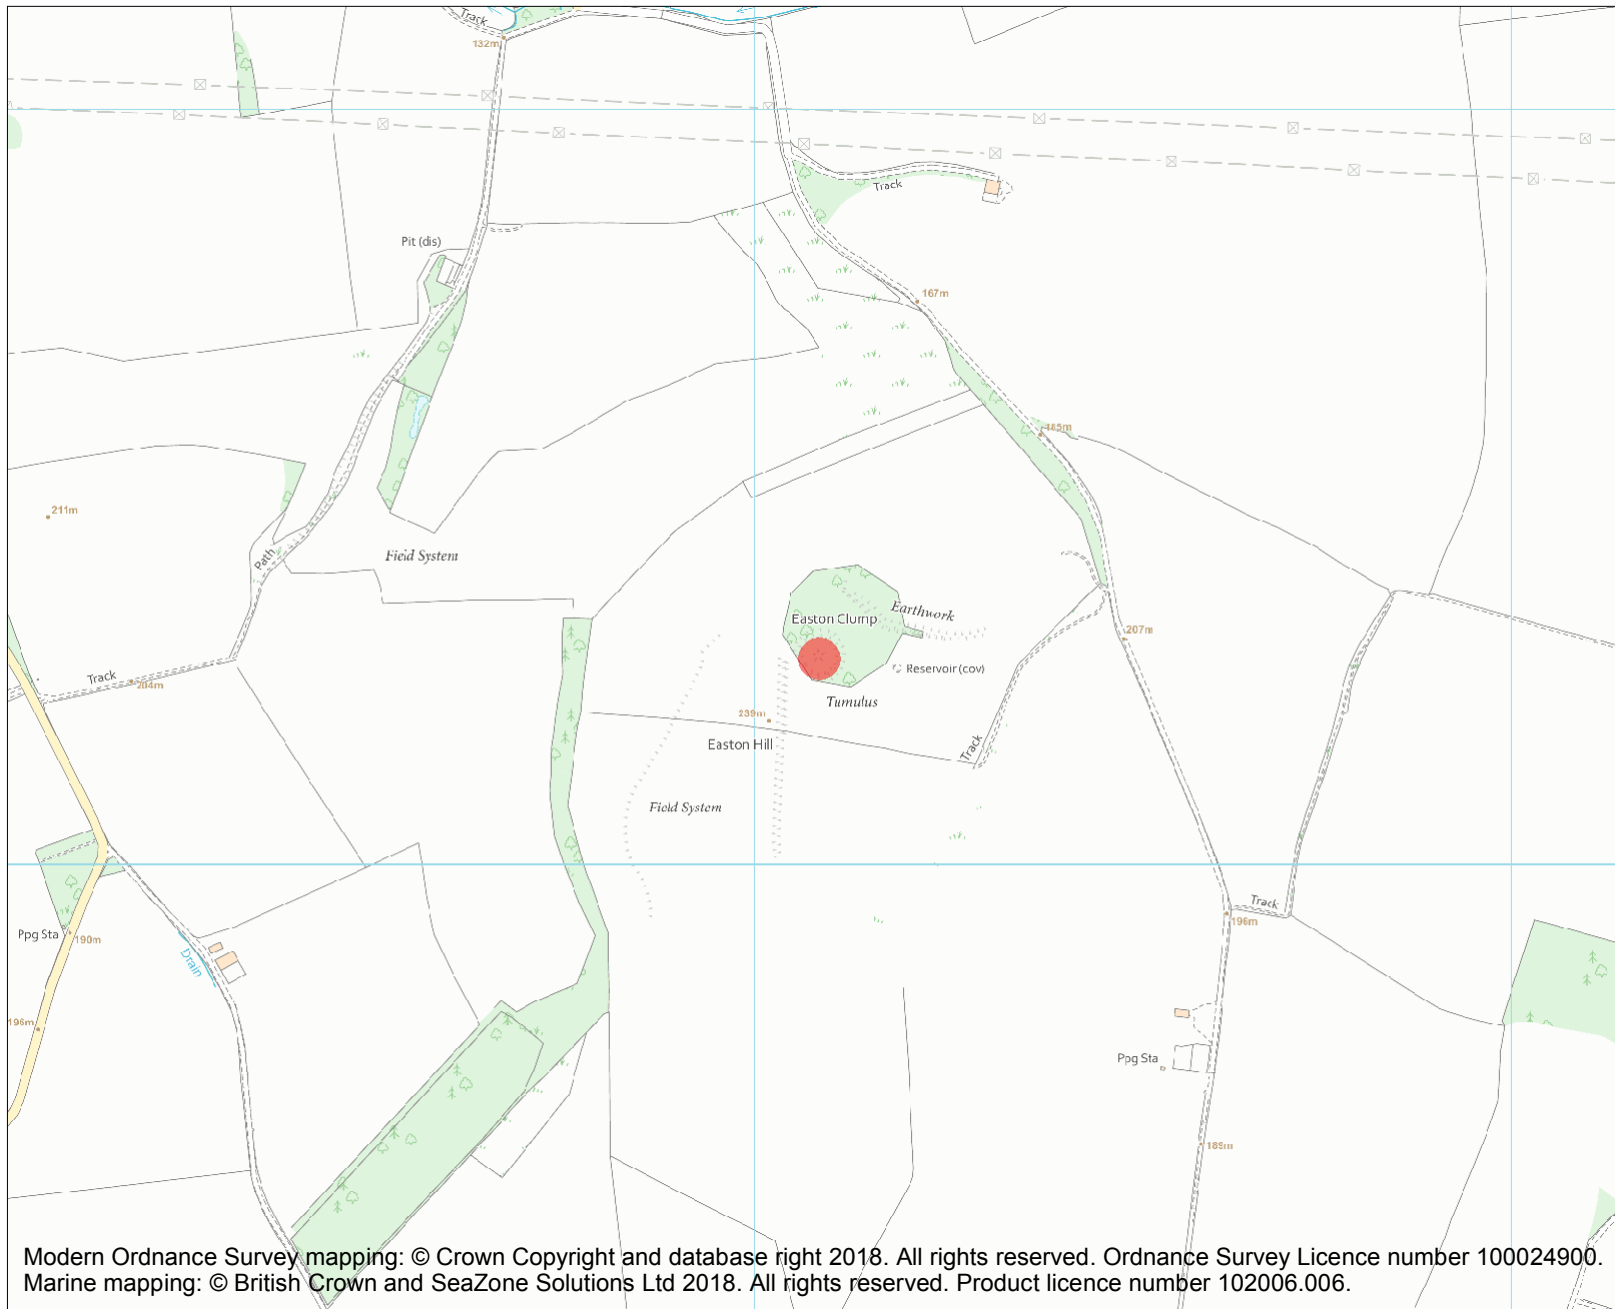 Track
132m
Track
Pit (dis)
167m
185m
211m
Path
Field System
Earthwork
Easton Clump
207m
Reservoir (cov)
Track
204m
Tumulus
239m
Easton Hill
Track
Field System
Track
196m
Ppg Sta
190m
Drain
196m
Ppg Sta
189m
Modern Ordnance Survey mapping: © Crown Copyright and database right 2018. All rights reserved. Ordnance Survey Licence number 100024900.
Marine mapping: © British Crown and SeaZone Solutions Ltd 2018. All rights reserved. Product licence number 102006.006.